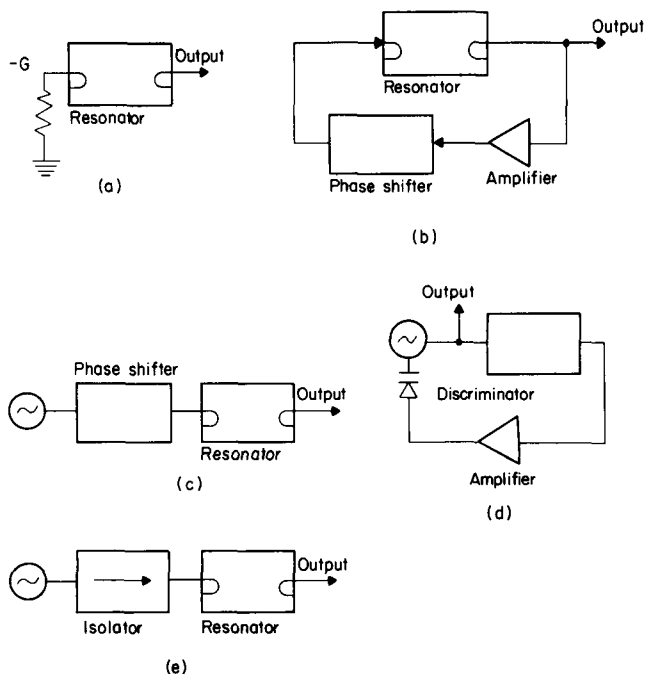 -G
Output
Resonator
(a)
Output
Resonator
Phase shifter
Amplifier
(b)
Phase shifter
Output
Resonator
(c)
Output
Discriminator
Amplifier
(d)
Output
Isolator
Resonator
(e)